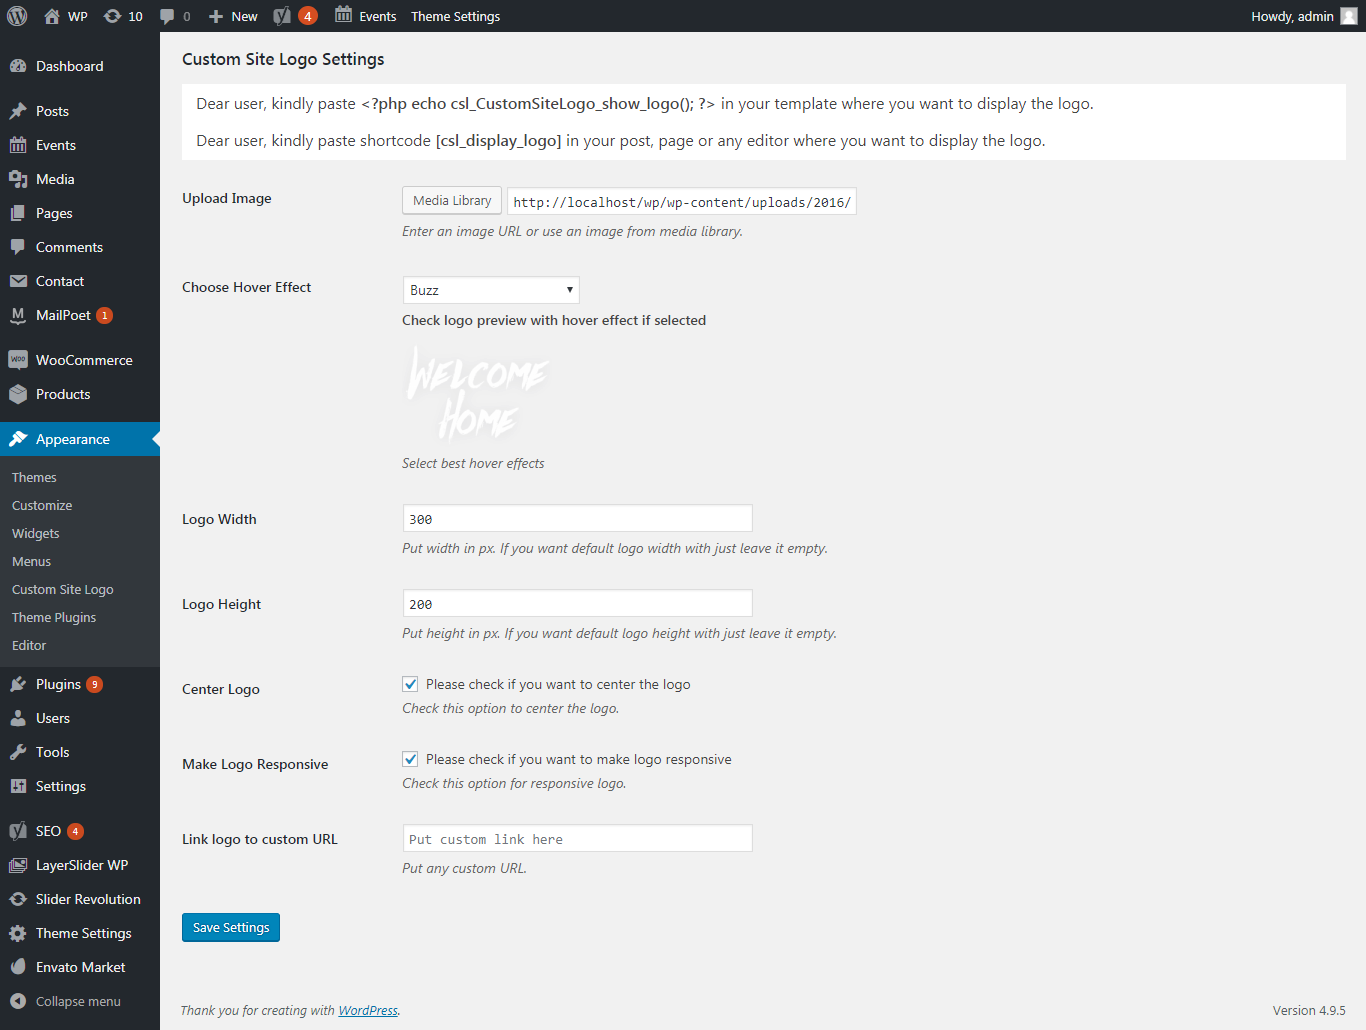 WP 10 0 New 4 Events Theme Settings Howdy, admin
Dashboard
Posts
Events
Media
Pages
Comments
Contact
MailPoet 1
WooCommerce
Products
Appearance
Themes
Customize
Widgets
Menus
Custom Site Logo
Theme Plugins
Editor
Plugins 9
Users
Tools
Settings
SEO 4
LayerSlider WP
Slider Revolution
Theme Settings
Envato Market
Collapse menu
Custom Site Logo Settings
Dear user, kindly paste <?php echo csl_CustomSiteLogo_show_logo(); ?> in your template where you want to display the logo.
Dear user, kindly paste shortcode [csl_display_logo] in your post, page or any editor where you want to display the logo.
Upload Image
Media Library http://localhost/wp/wp-content/uploads/2016/
Enter an image URL or use an image from media library.
Choose Hover Effect
Buzz
Check logo preview with hover effect if selected
WELCOME
HOME
Select best hover effects
Logo Width
300
Put width in px. If you want default logo width with just leave it empty.
Logo Height
200
Put height in px. If you want default logo height with just leave it empty.
Center Logo
Please check if you want to center the logo
Check this option to center the logo.
Make Logo Responsive
Please check if you want to make logo responsive
Check this option for responsive logo.
Link logo to custom URL
Put custom link here
Put any custom URL.
Save Settings
Thank you for creating with WordPress. Version 4.9.5